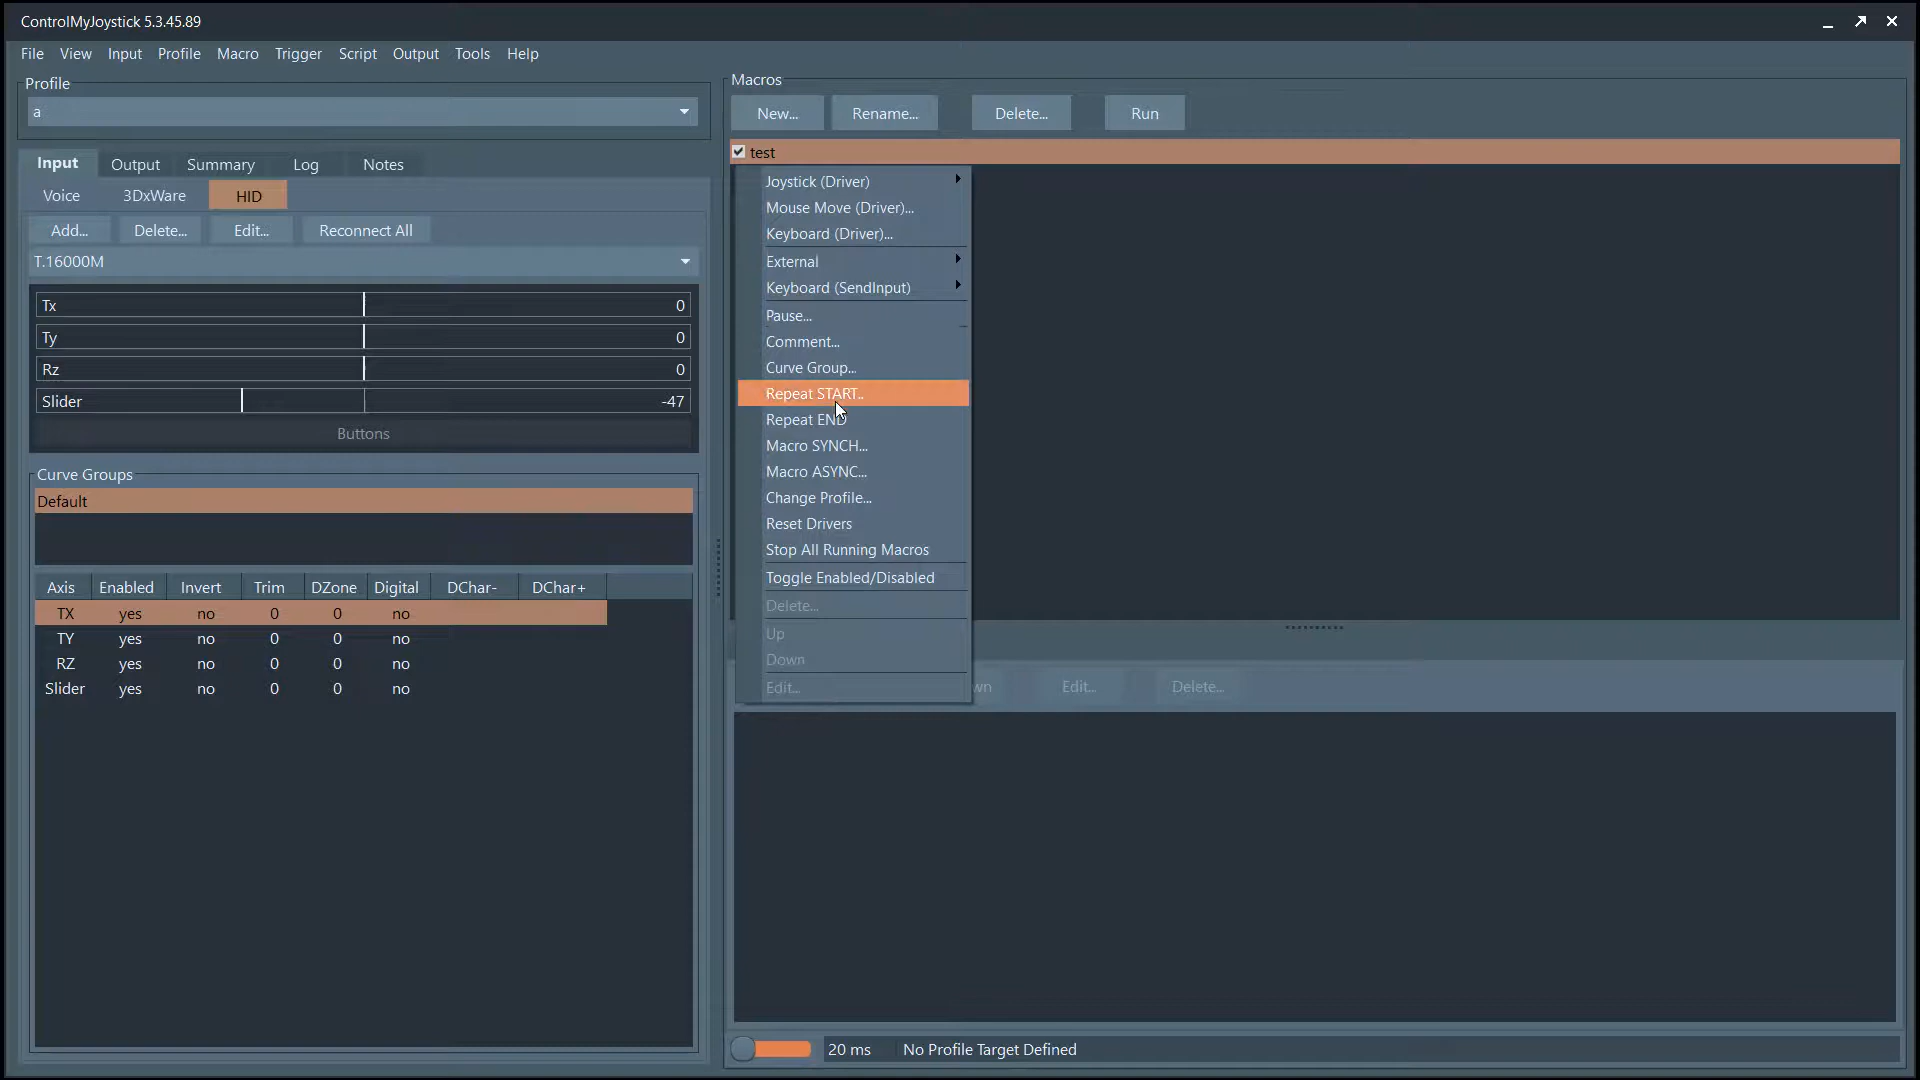 ControlMyJoystick 5.3.45.89
File View Input Profile Macro Trigger Script Output Tools Help
Profile
a
Input Output Summary Log Notes
Voice 3DxWare HID
Add... Delete... Edit... Reconnect All
T.16000M
Tx 0
Ty 0
Rz 0
Slider -47
Buttons
Curve Groups
Default
Axis Enabled Invert Trim DZone Digital DChar- DChar+
TX yes no 0 0 no
TY yes no 0 0 no
RZ yes no 0 0 no
Slider yes no 0 0 no
Macros
New... Rename... Delete... Run
test
Joystick (Driver)
Mouse Move (Driver)...
Keyboard (Driver)...
External
Keyboard (SendInput)
Pause...
Comment...
Curve Group...
Repeat START..
Repeat END
Macro SYNCH...
Macro ASYNC...
Change Profile...
Reset Drivers
Stop All Running Macros
Toggle Enabled/Disabled
Delete...
Up
Down
Edit...
wn Edit... Delete...
20 ms No Profile Target Defined